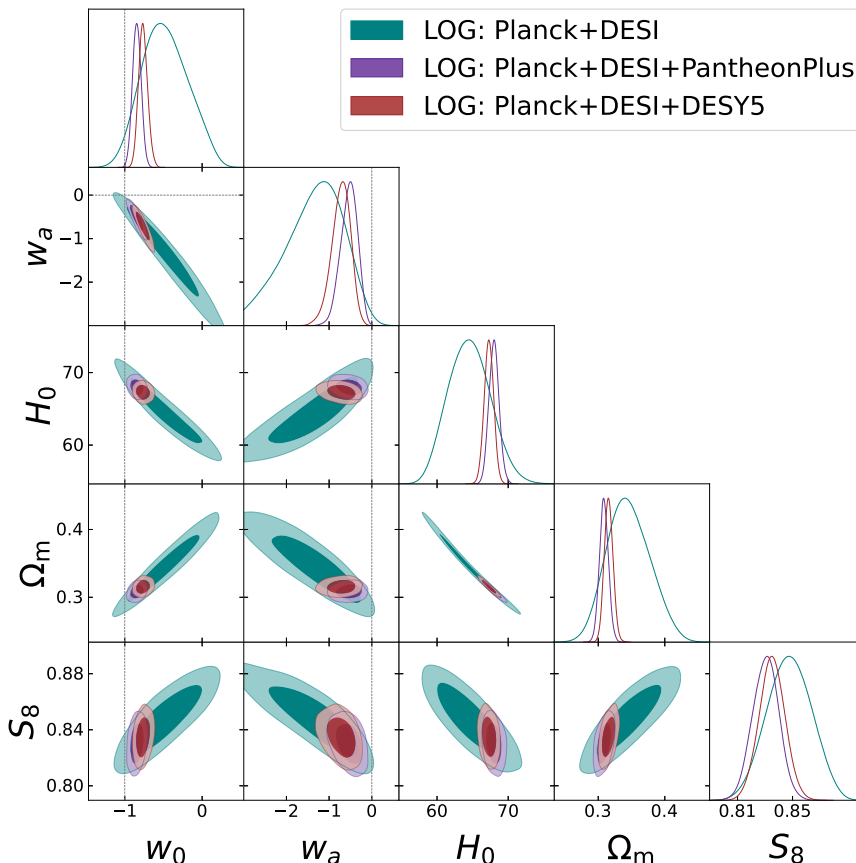 LOG: Planck+DESI
LOG: Planck+DESI+PantheonPlus
LOG: Planck+DESI+DESY5
0
−1
−2
w_a
70
60
H_0
0.4
0.3
Ω_m
0.88
0.84
0.80
S_8
−1 0 −2 −1 0 60 70 0.3 0.4 0.81 0.85
w_0 w_a H_0 Ω_m S_8